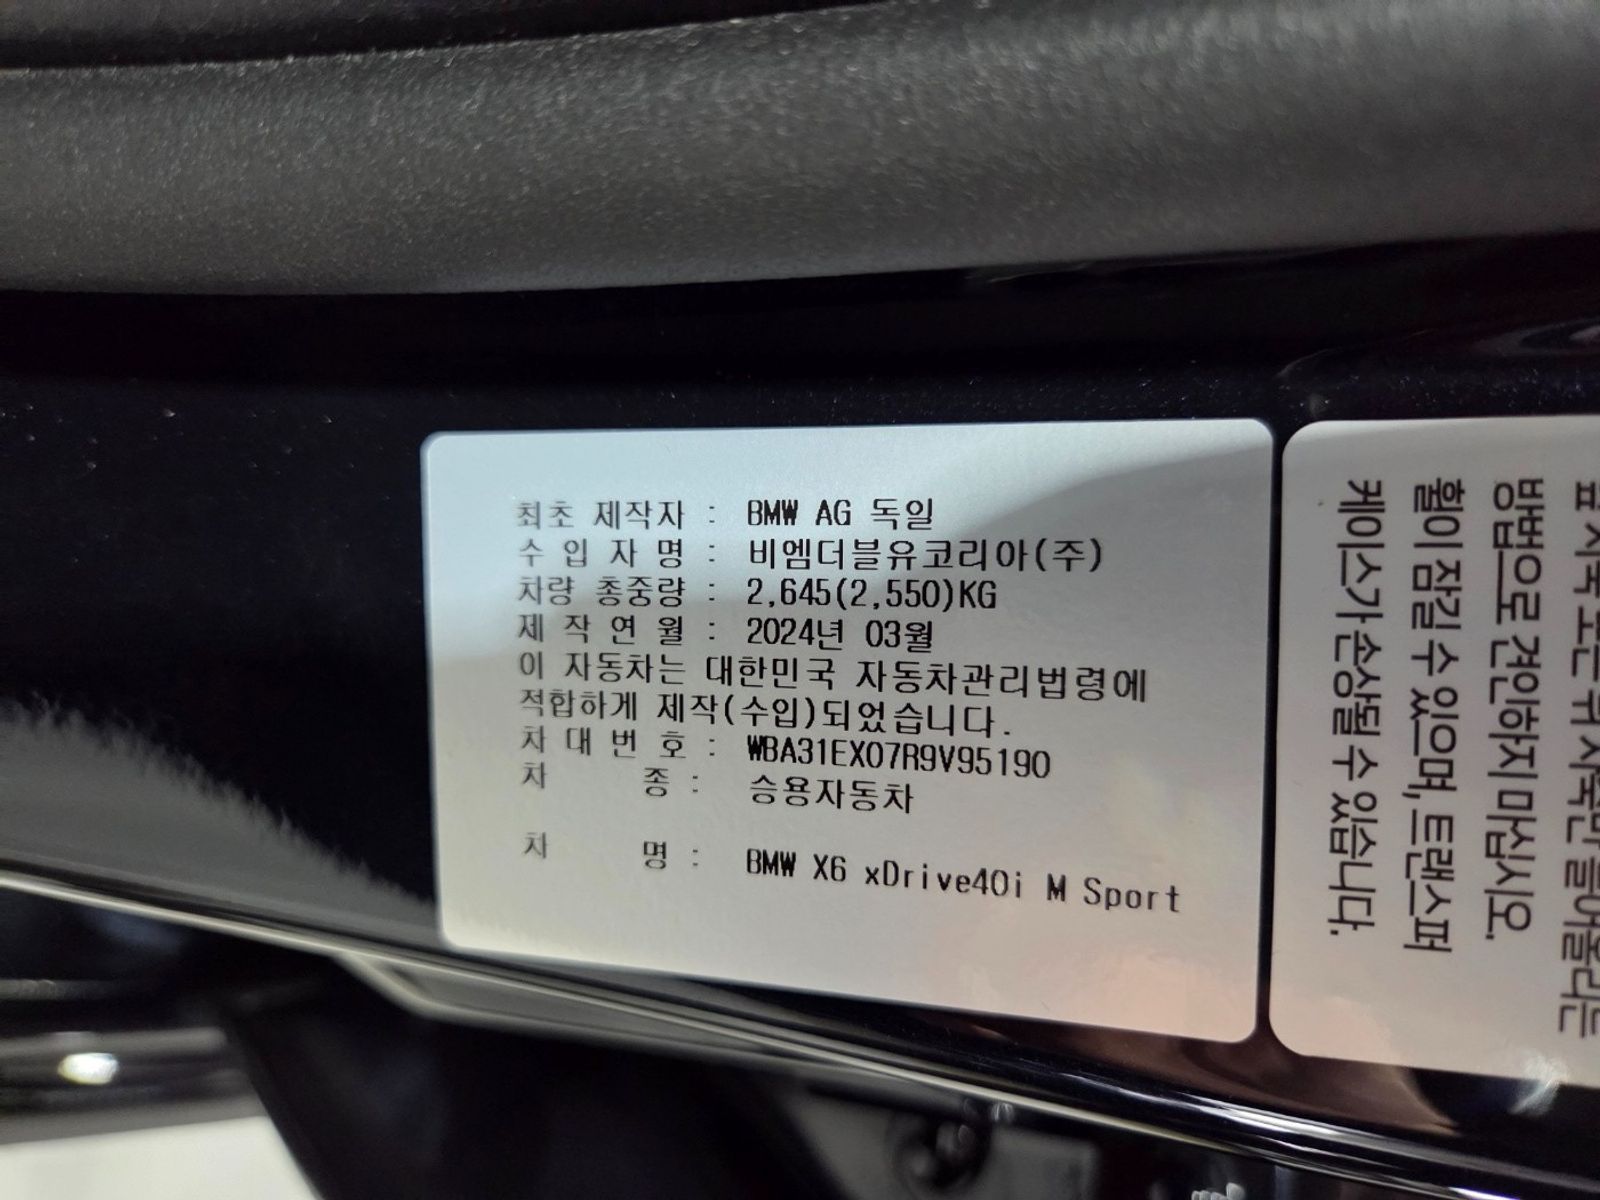 최초 제작자 : BMW AG 독일
수 입 자 명 : 비엠더블유코리아(주)
차량 총중량 : 2,645(2,550)KG
제 작 연 월 : 2024년 03월
이 자동차는 대한민국 자동차관리법령에
적합하게 제작(수입)되었습니다.
차 대 번 호 : WBA31EX07R9V95190
차 종 : 승용자동차
차 명 : BMW X6 xDrive40i M Sport
방법으로 견인하지 마십시오.
휠이 잠길 수 있으며, 트랜스퍼
케이스가 손상될 수 있습니다.